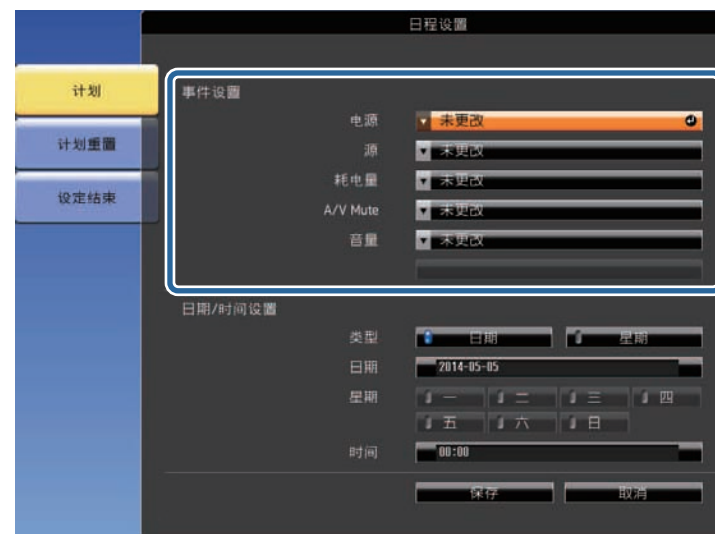 日程设置
计划
计划重置
设定结束
事件设置
电源 未更改
源 未更改
耗电量 未更改
A/V Mute 未更改
音量 未更改
日期/时间设置
类型 日期 星期
日期 2014-05-05
星期 一 二 三 四
五 六 日
时间 00:00
保存 取消